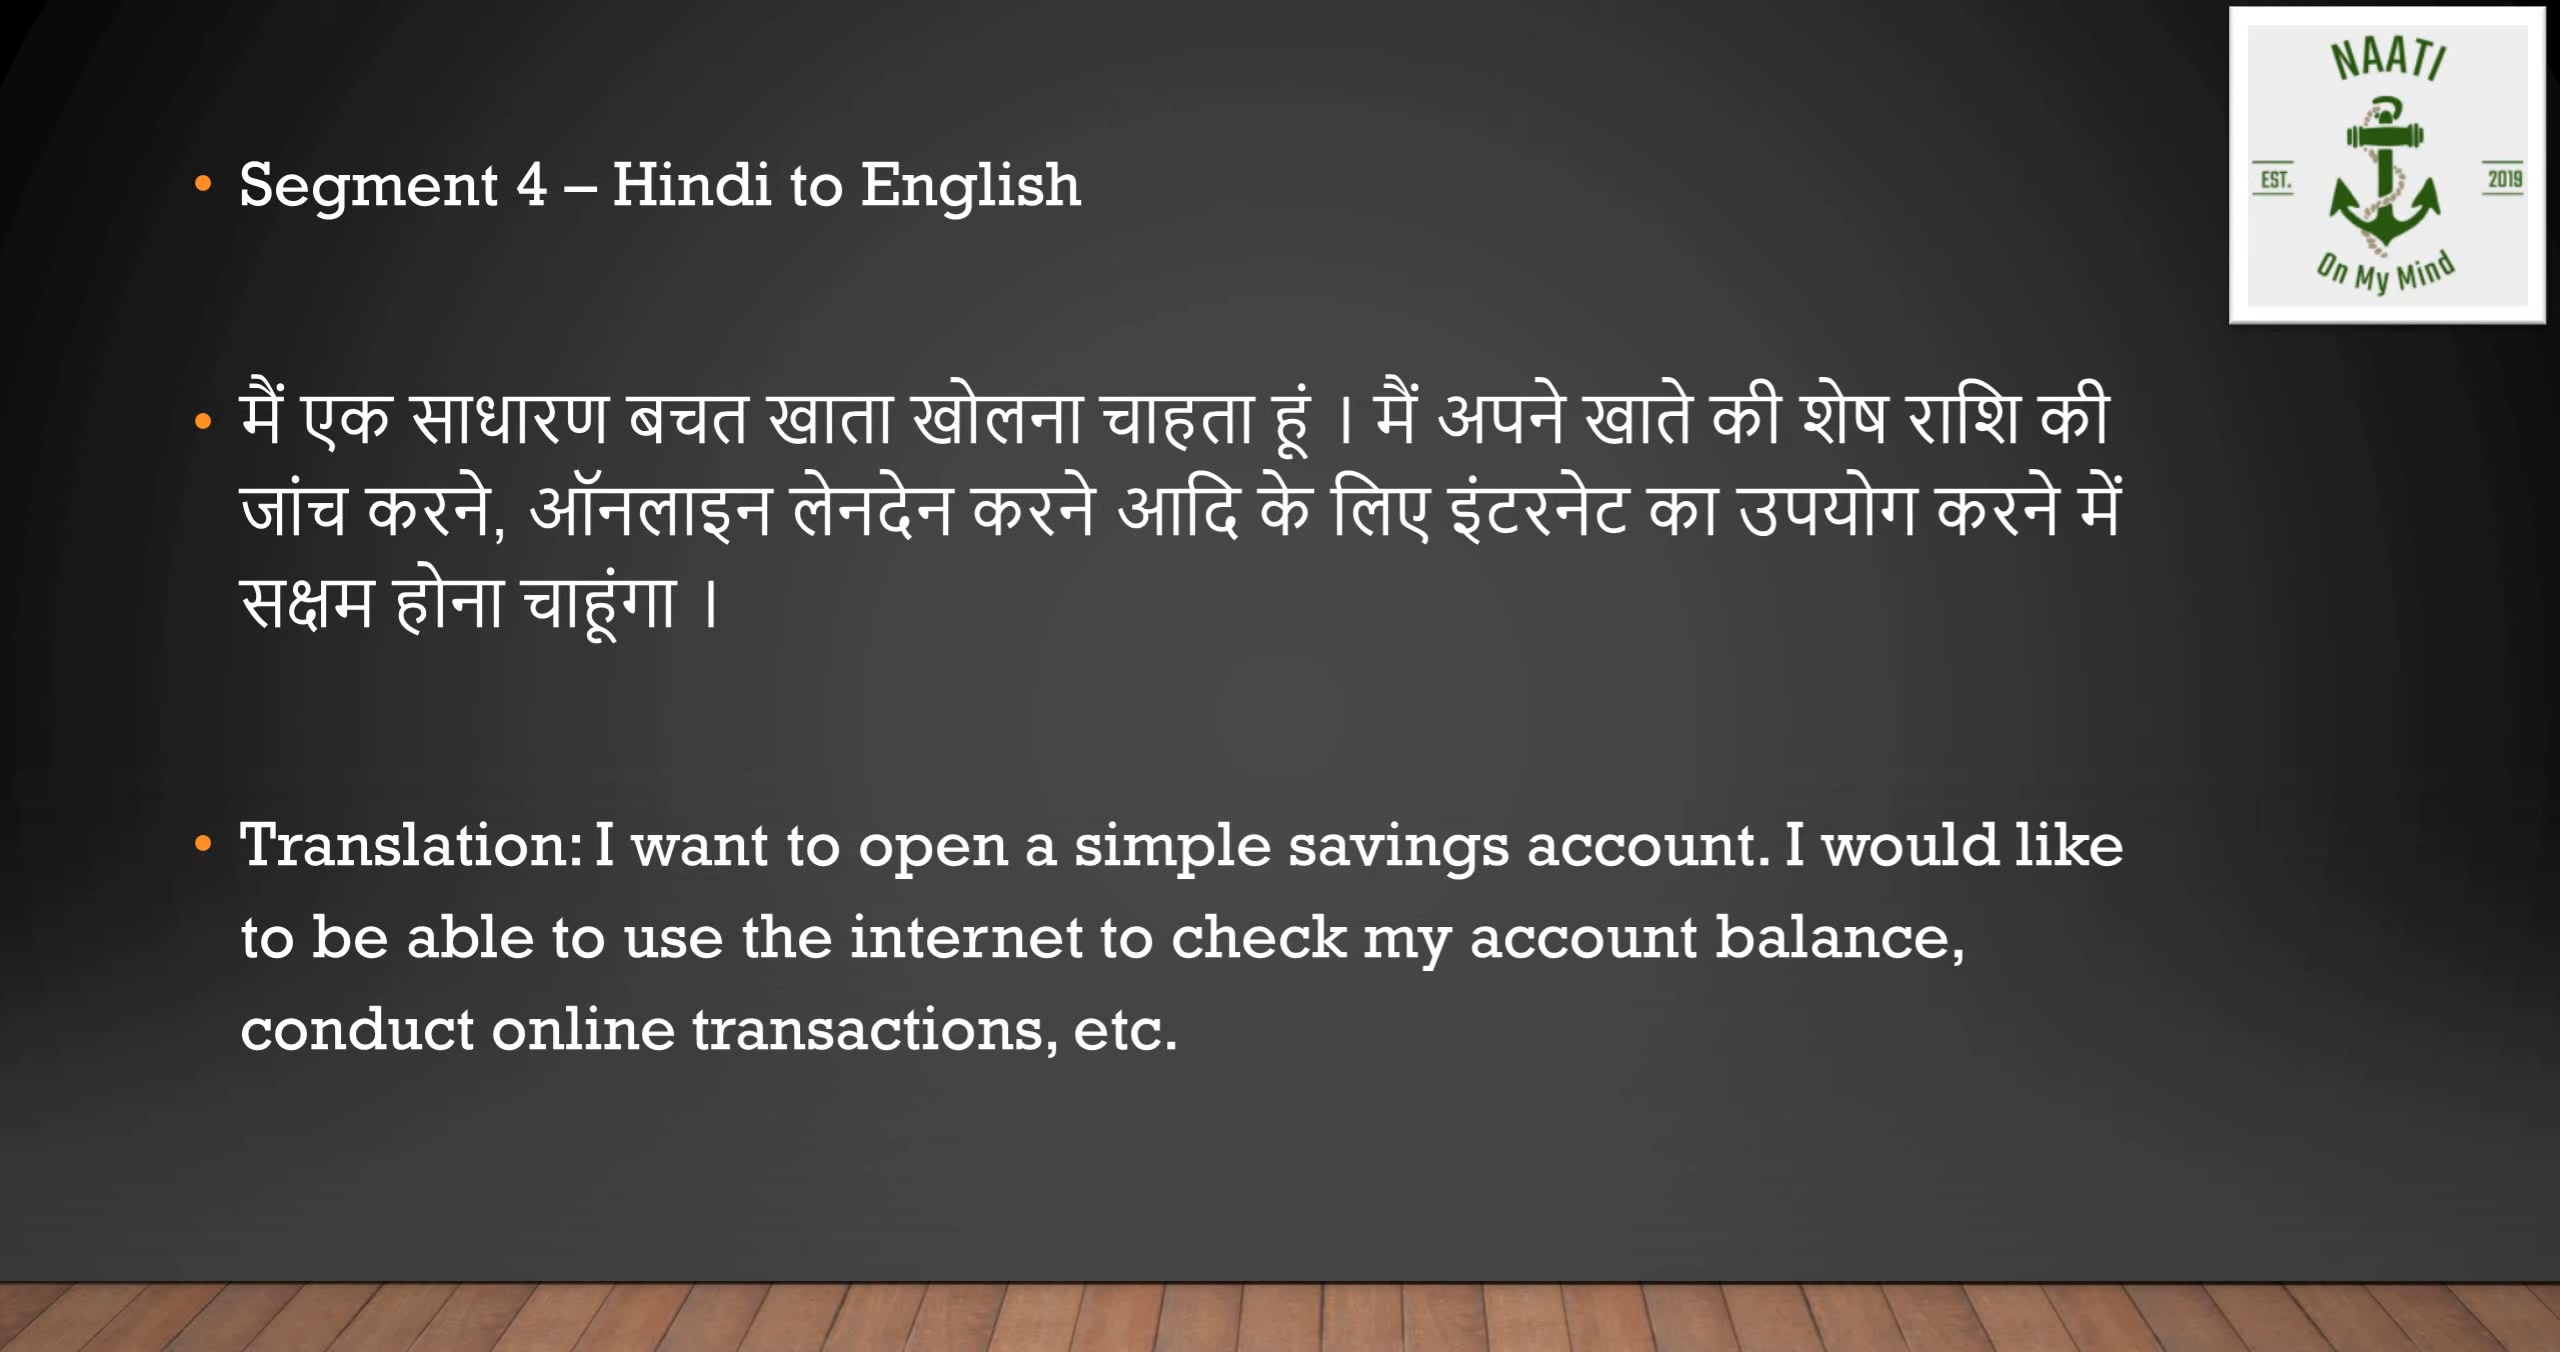 NAATI
EST. 2019
On My Mind
• Segment 4 – Hindi to English
• मैं एक साधारण बचत खाता खोलना चाहता हूं । मैं अपने खाते की शेष राशि की
जांच करने, ऑनलाइन लेनदेन करने आदि के लिए इंटरनेट का उपयोग करने में
सक्षम होना चाहूंगा ।
• Translation: I want to open a simple savings account. I would like
to be able to use the internet to check my account balance,
conduct online transactions, etc.